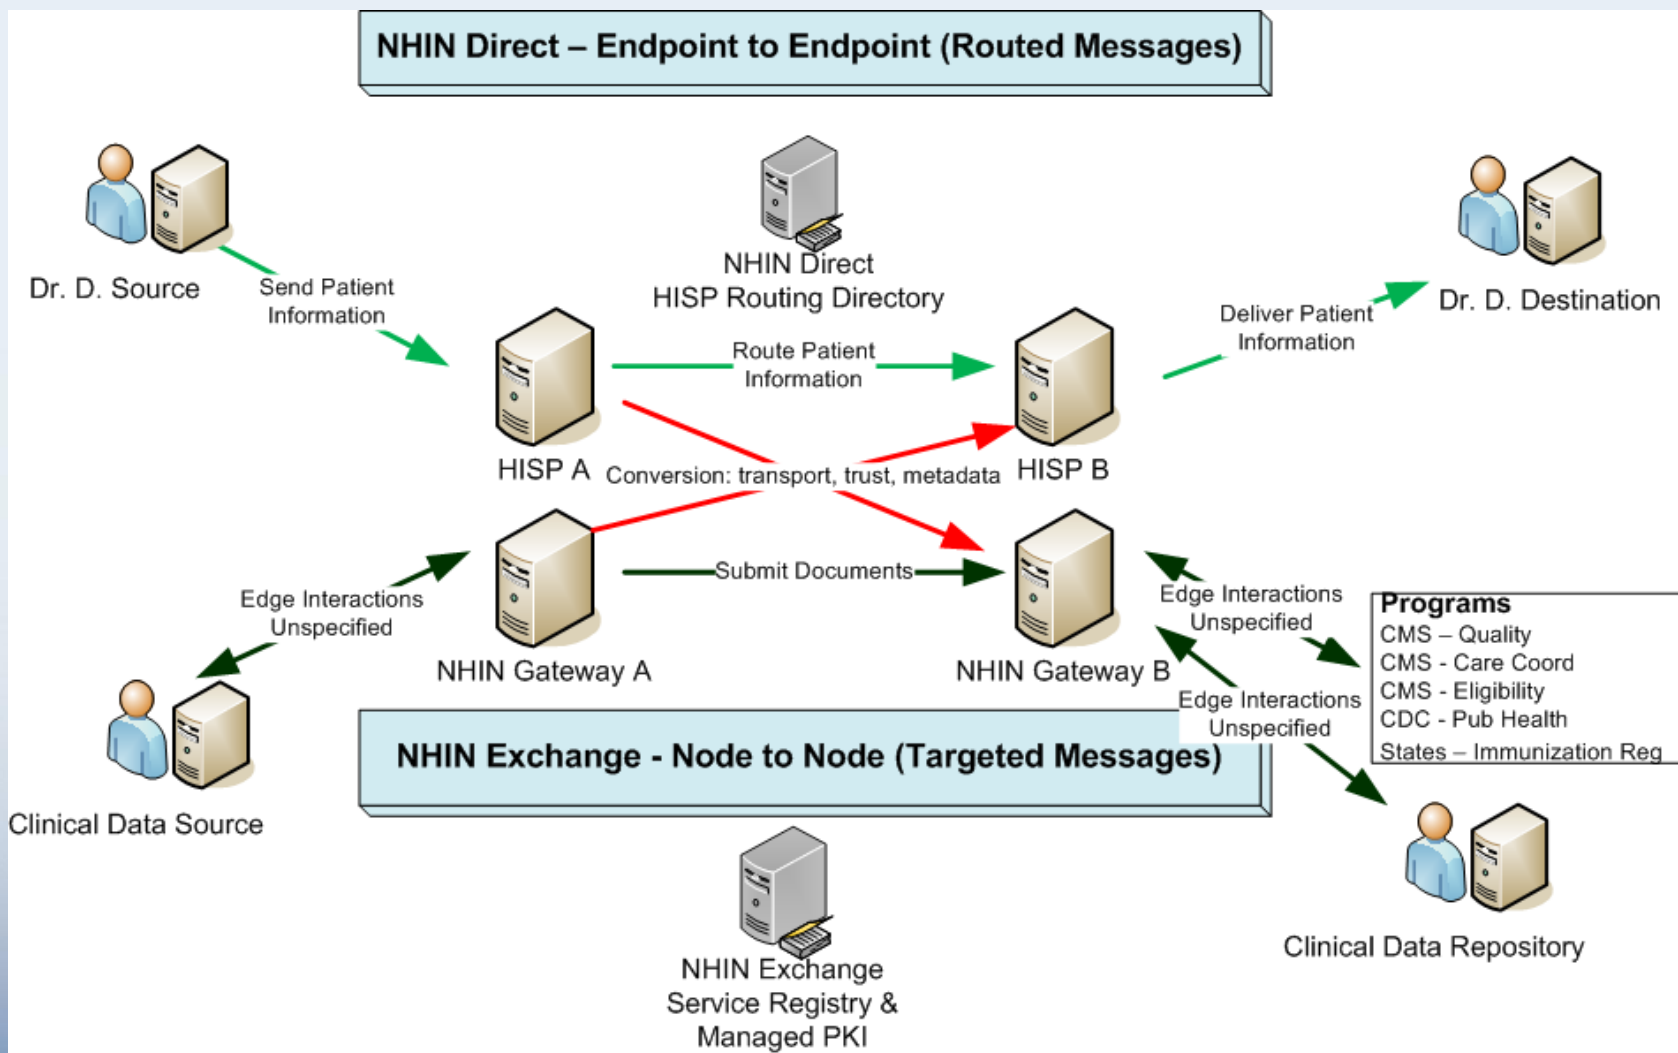 NHIN Direct – Endpoint to Endpoint (Routed Messages)
Dr. D. Source
Send Patient
Information
NHIN Direct
HISP Routing Directory
Dr. D. Destination
Deliver Patient
Information
Route Patient
Information
HISP A
HISP B
Conversion: transport, trust, metadata
Submit Documents
Edge Interactions
Unspecified
NHIN Gateway A
NHIN Gateway B
Edge Interactions
Unspecified
Programs
CMS – Quality
CMS - Care Coord
CMS - Eligibility
CDC - Pub Health
States – Immunization Reg
Edge Interactions
Unspecified
NHIN Exchange - Node to Node (Targeted Messages)
Clinical Data Source
Clinical Data Repository
NHIN Exchange
Service Registry &
Managed PKI